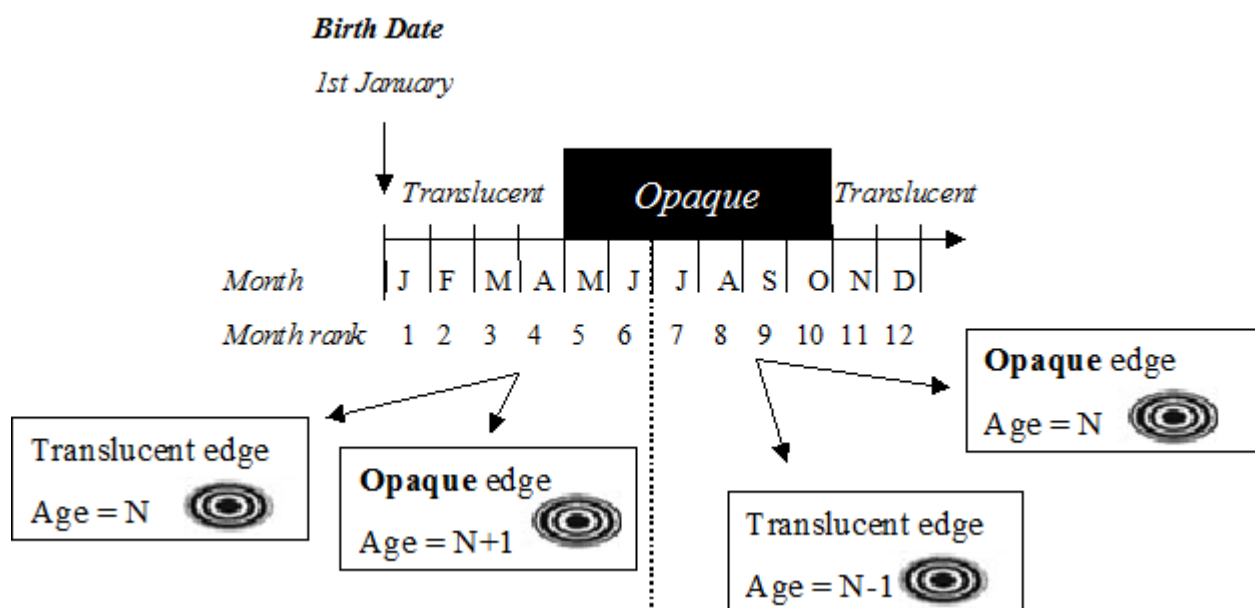 Birth Date
1st January
Translucent
Opaque
Translucent
Month J F M A M J J A S O N D
Month rank 1 2 3 4 5 6 7 8 9 10 11 12
Translucent edge
Age = N
Opaque edge
Age = N+1
Translucent edge
Age = N-1
Opaque edge
Age = N